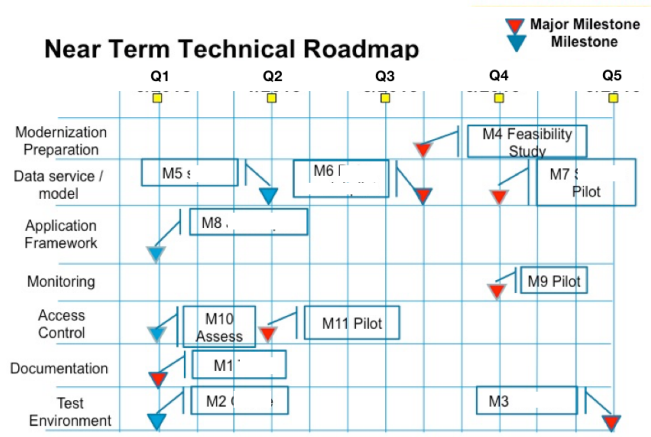 Major Milestone
Milestone
Near Term Technical Roadmap
Q1 Q2 Q3 Q4 Q5
Modernization
Preparation
M4 Feasibility
Study
Data service /
model
M5
M6
M7
Pilot
Application
Framework
M8
Monitoring
M9 Pilot
Access
Control
M10
Assess
M11 Pilot
Documentation
Test
Environment
M2
M3